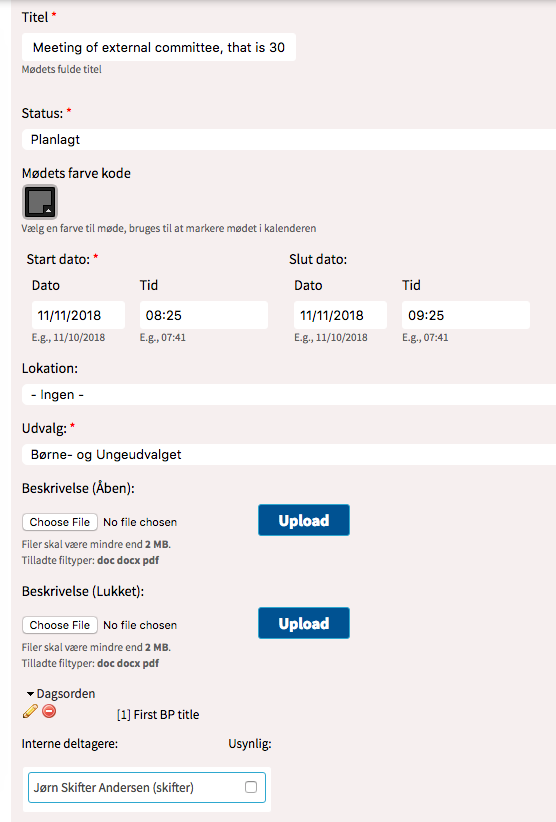 Titel *
Meeting of external committee, that is 30
Mødets fulde titel
Status: *
Planlagt
Mødets farve kode
Vælg en farve til møde, bruges til at markere mødet i kalenderen
Start dato: * Slut dato:
Dato Tid Dato Tid
11/11/2018 08:25 11/11/2018 09:25
E.g., 11/10/2018 E.g., 07:41 E.g., 11/10/2018 E.g., 07:41
Lokation:
- Ingen -
Udvalg: *
Børne- og Ungeudvalget
Beskrivelse (Åben):
Choose File No file chosen Upload
Filer skal være mindre end 2 MB.
Tilladte filtyper: doc docx pdf
Beskrivelse (Lukket):
Choose File No file chosen Upload
Filer skal være mindre end 2 MB.
Tilladte filtyper: doc docx pdf
Dagsorden
[1] First BP title
Interne deltagere: Usynlig:
Jørn Skifter Andersen (skifter)